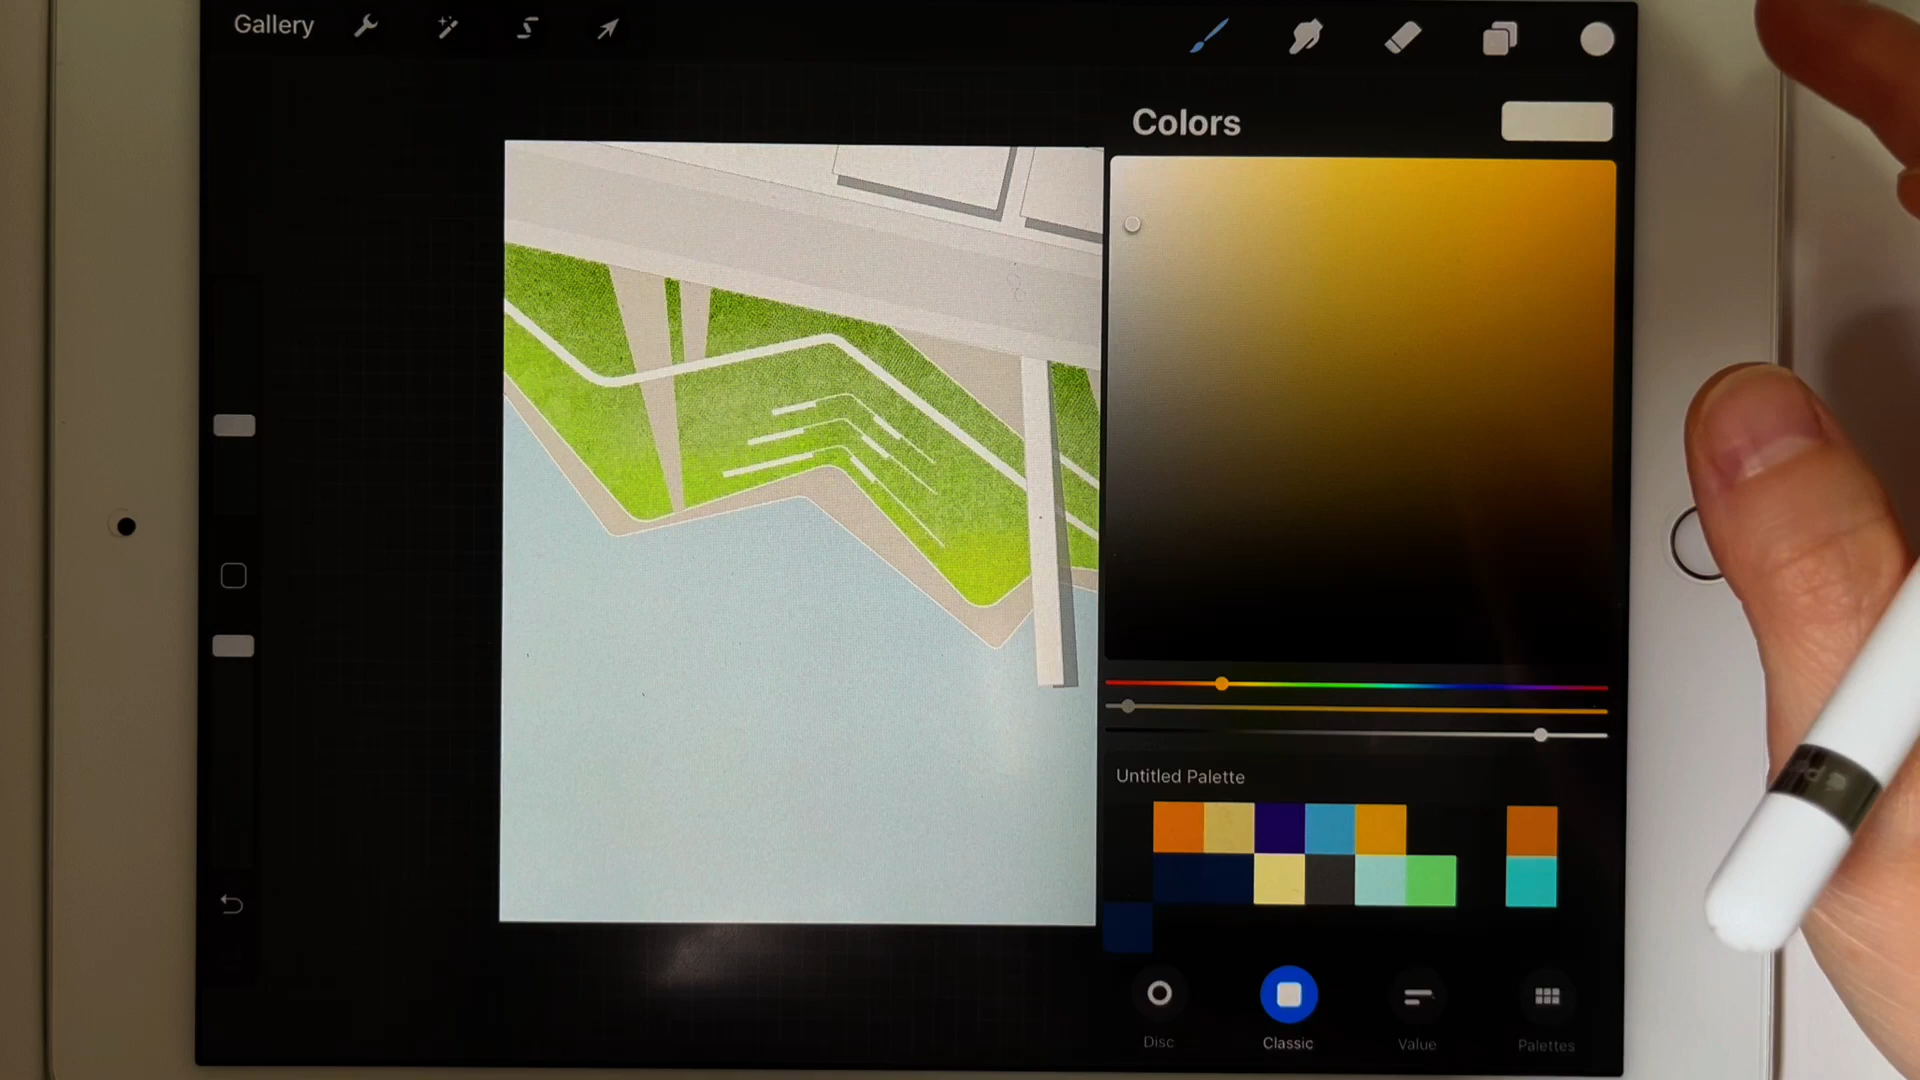 Gallery
Colors
Untitled Palette
Disc
Classic
Value
Palettes